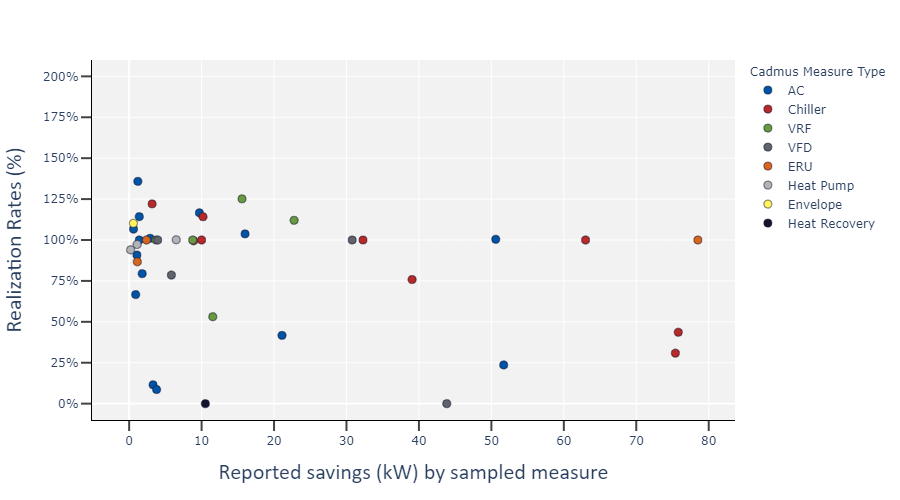 Cadmus Measure Type
AC
Chiller
VRF
VFD
ERU
Heat Pump
Envelope
Heat Recovery
Realization Rates (%)
200%
175%
150%
125%
100%
75%
50%
25%
0%
0 10 20 30 40 50 60 70 80
Reported savings (kW) by sampled measure